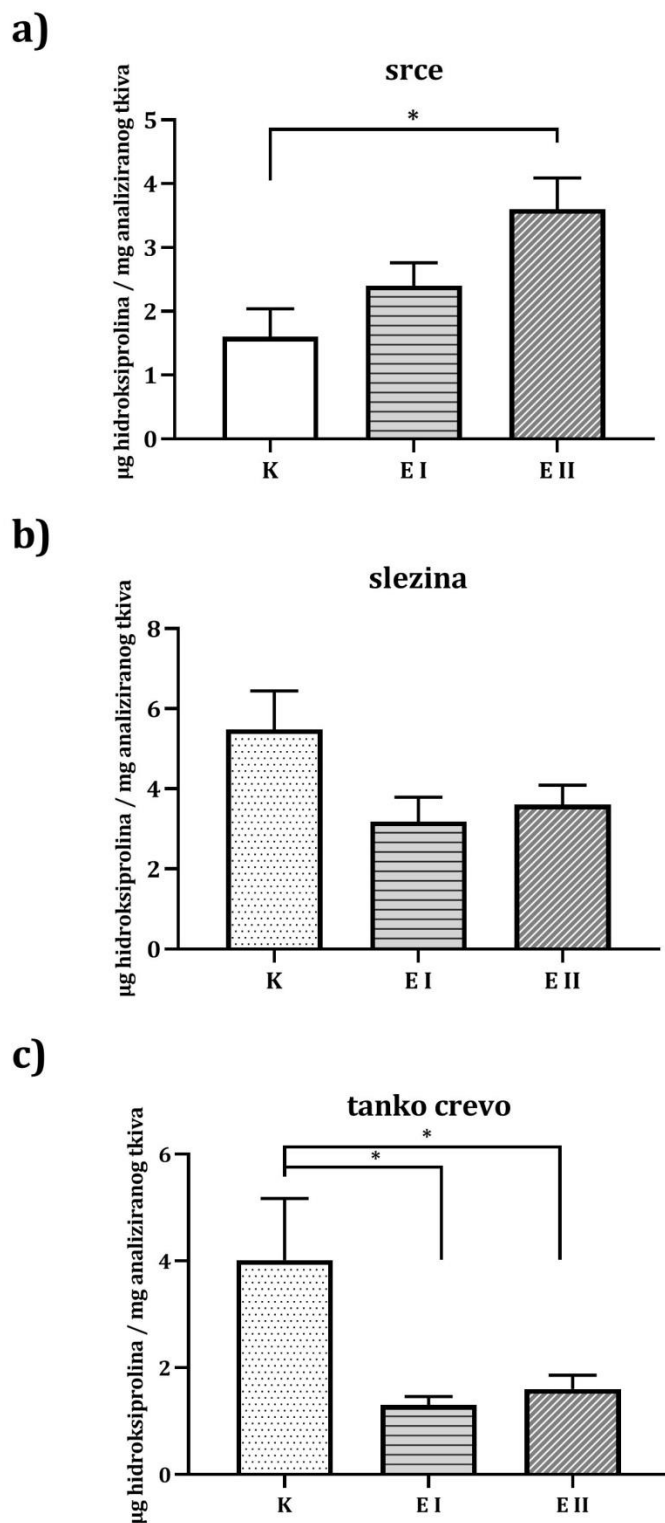 a)
srce
µg hidroksiprolina / mg analiziranog tkiva
5
4
3
2
1
0
*
K
E I
E II
b)
slezina
µg hidroksiprolina / mg analiziranog tkiva
8
6
4
2
0
K
E I
E II
c)
tanko crevo
µg hidroksiprolina / mg analiziranog tkiva
6
4
2
0
*
*
K
E I
E II